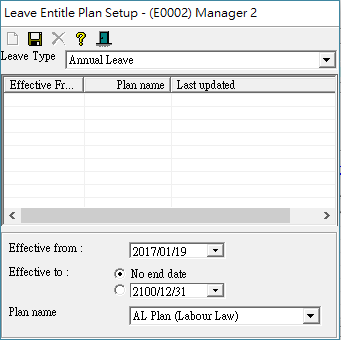 Leave Entitle Plan Setup - (E0002) Manager 2
Leave Type Annual Leave
Effective Fr... Plan name Last updated
Effective from : 2017/01/19
Effective to : No end date
2100/12/31
Plan name AL Plan (Labour Law)